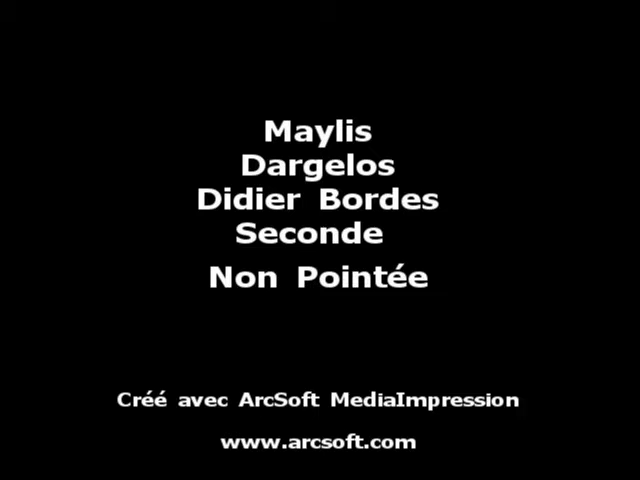 Maylis
Dargelos
Didier Bordes
Seconde
Non Pointée
Créé avec ArcSoft MediaImpression
www.arcsoft.com